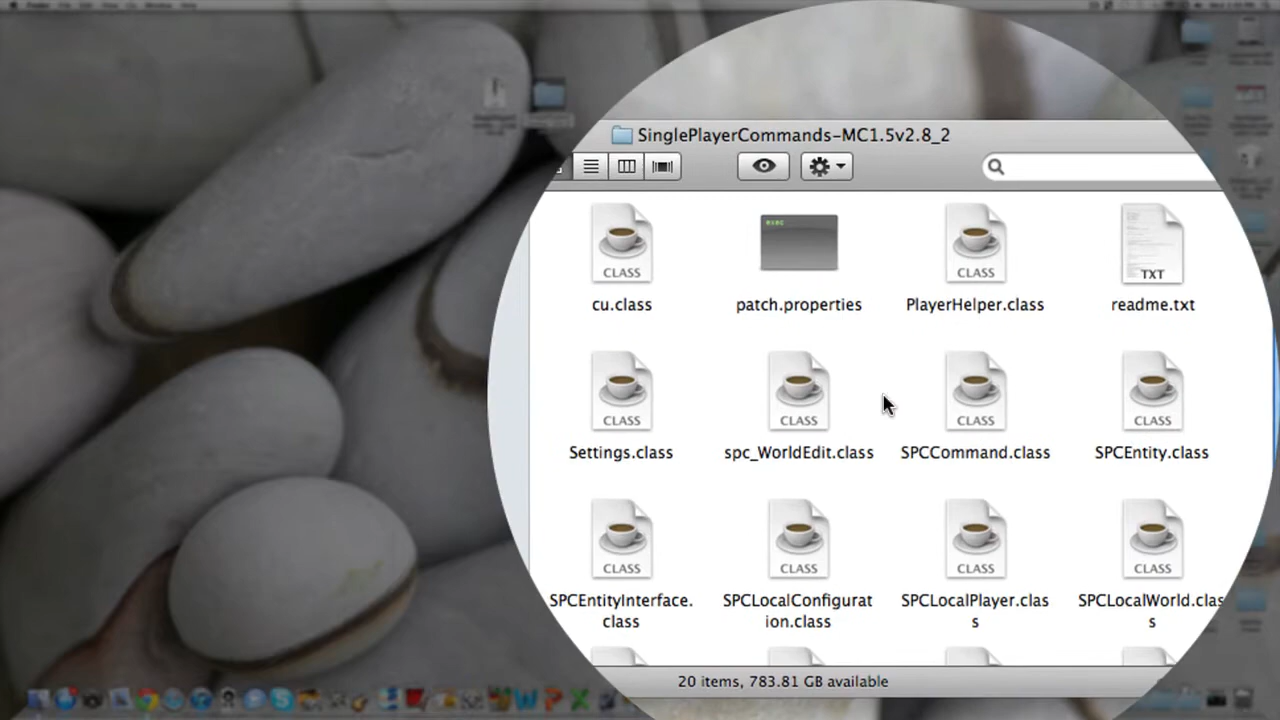 SinglePlayerCommands-MC1.5v2.8_2
exec
CLASS
TXT
cu.class
patch.properties
PlayerHelper.class
readme.txt
CLASS
CLASS
CLASS
CLASS
CLASS
Settings.class
spc_WorldEdit.class
SPCCommand.class
SPCEntity.class
CLASS
CLASS
CLASS
CLASS
SPCEntityInterface.
class
SPCLocalConfigurat
ion.class
SPCLocalPlayer.clas
s
SPCLocalWorld.clas
s
20 items, 783.81 GB available